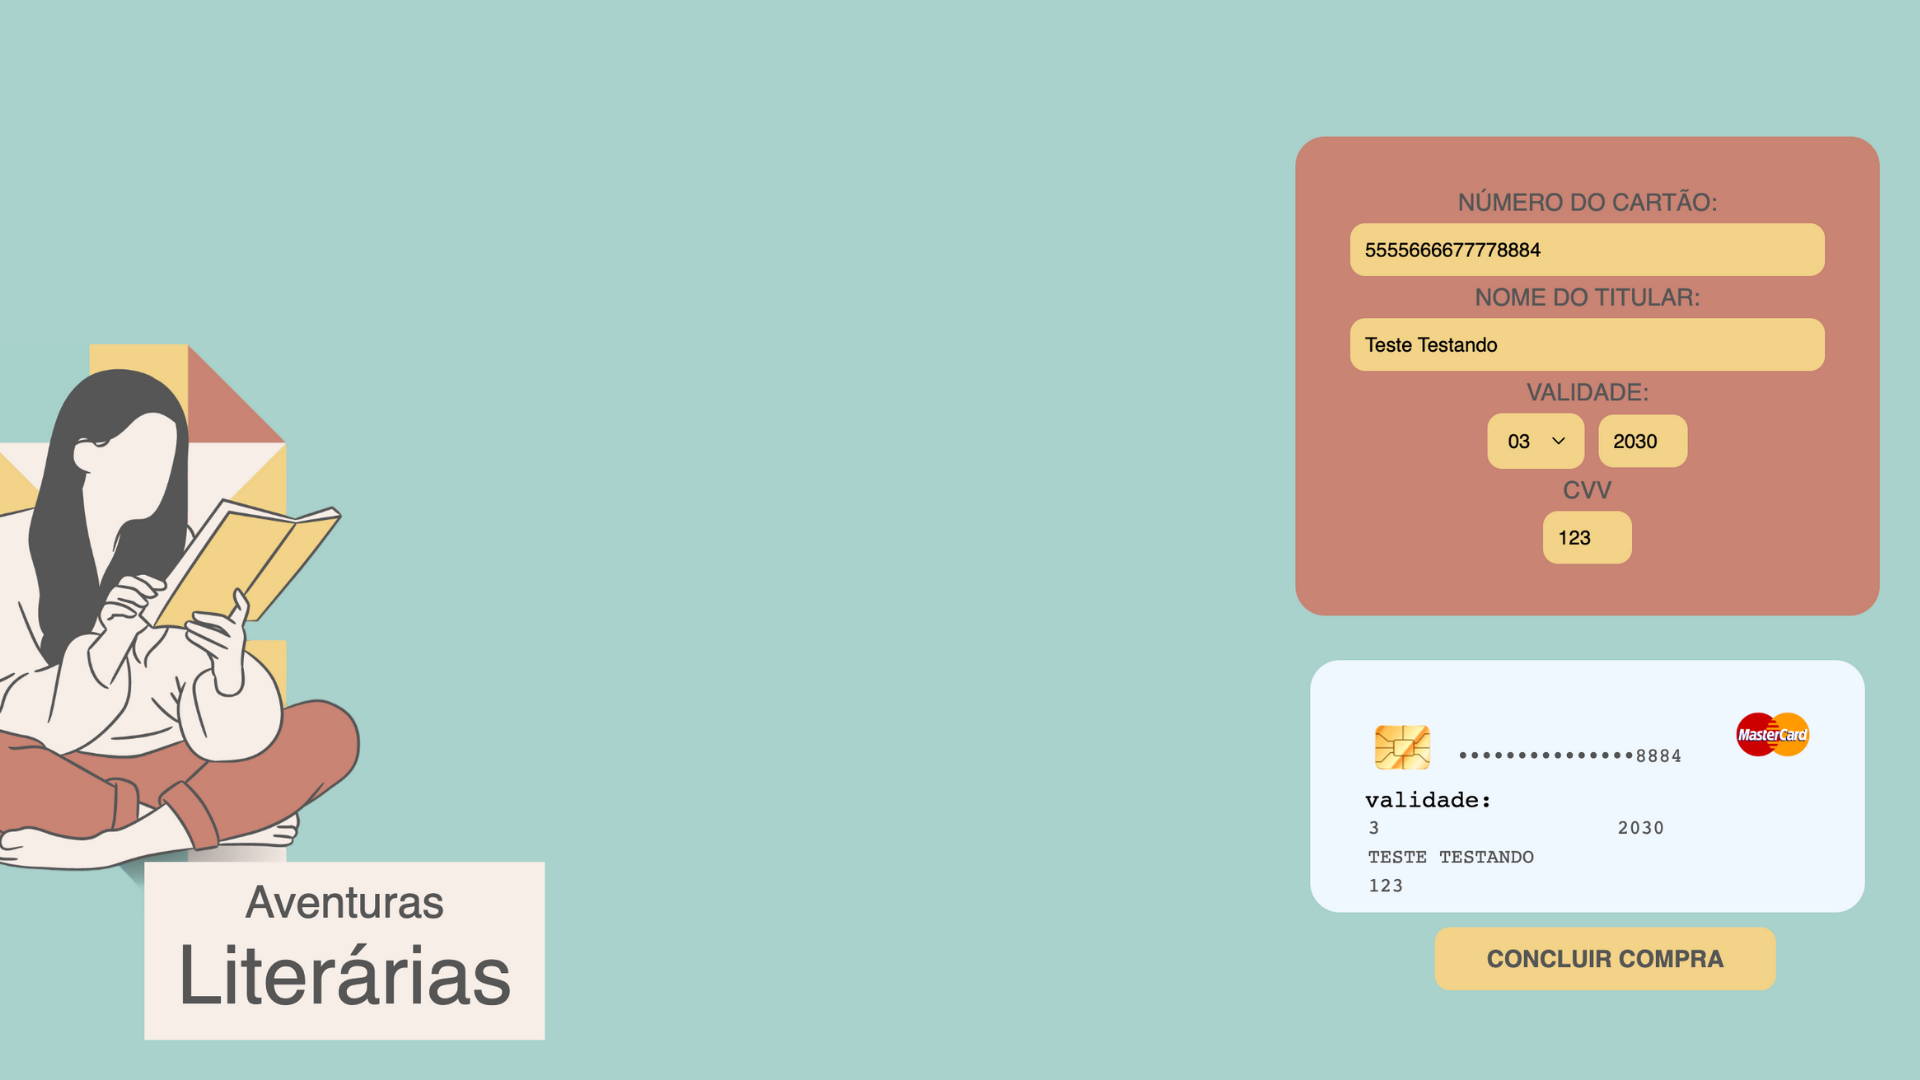 NÚMERO DO CARTÃO:
5555666677778884
NOME DO TITULAR:
Teste Testando
VALIDADE:
03 2030
CVV
123
MasterCard
••••••••••••••8884
validade:
3 2030
TESTE TESTANDO
123
CONCLUIR COMPRA
Aventuras
Literárias